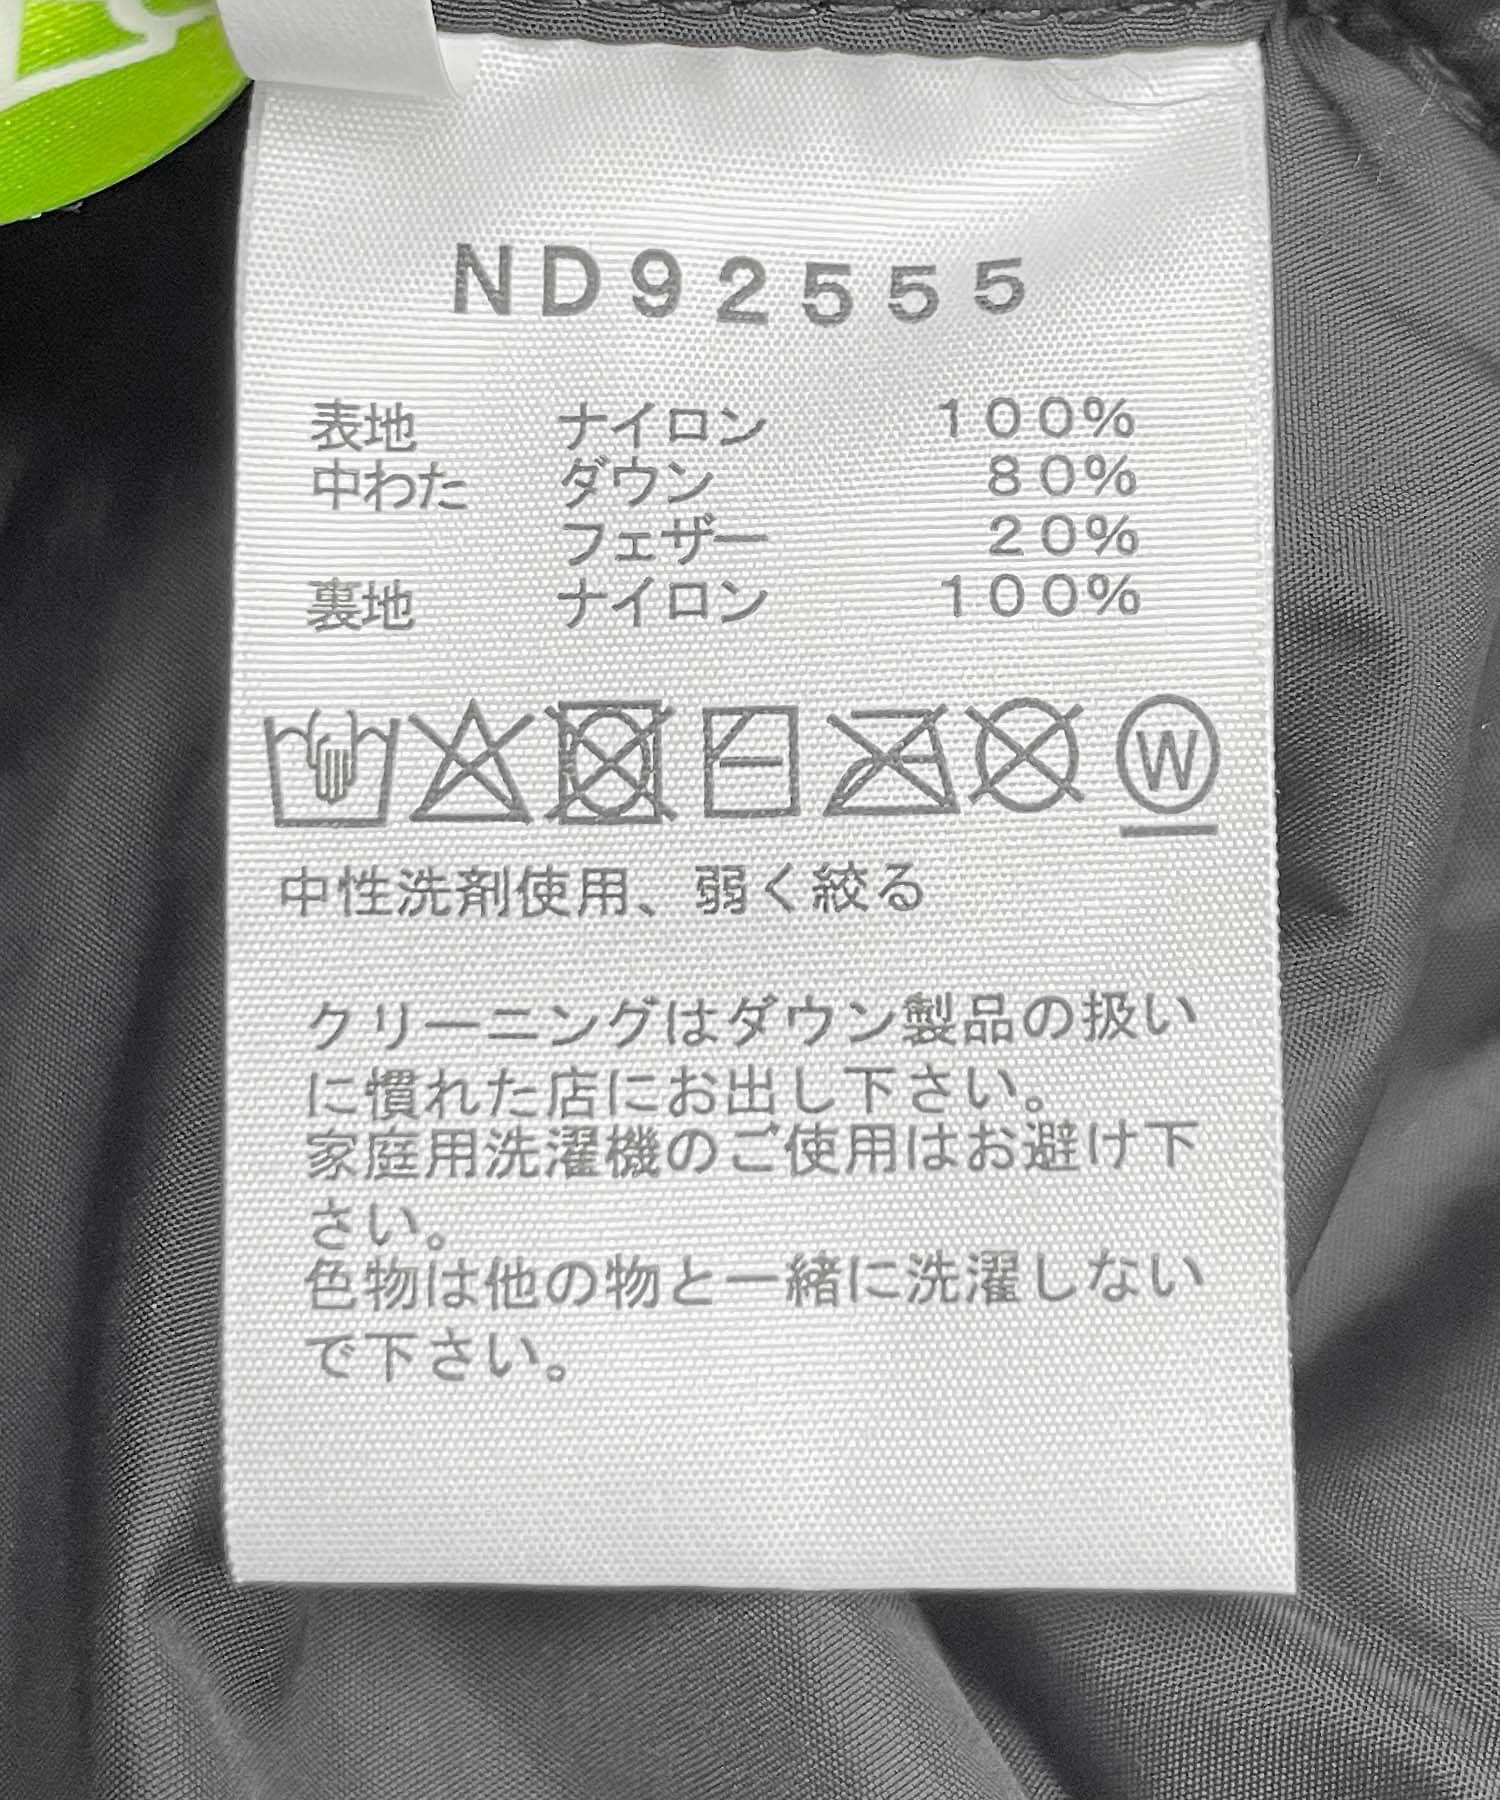 ND92555
表地 ナイロン 100%
中わた ダウン 80%
フェザー 20%
裏地 ナイロン 100%
W
中性洗剤使用、弱く絞る
クリーニングはダウン製品の扱い
に慣れた店にお出し下さい。
家庭用洗濯機のご使用はお避け下
さい。
色物は他の物と一緒に洗濯しない
で下さい。